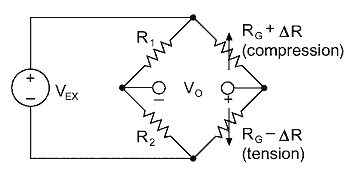 R1
RG + ΔR
(compression)
+
−
VEX
−
VO
+
R2
RG − ΔR
(tension)